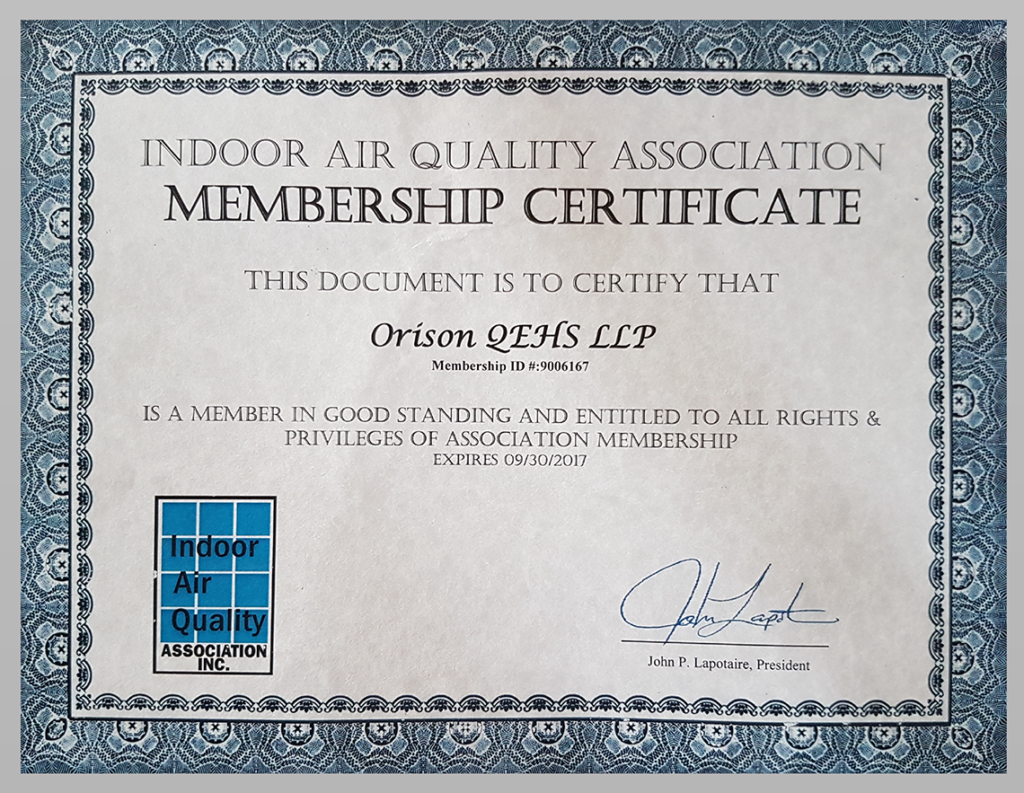 INDOOR AIR QUALITY ASSOCIATION
MEMBERSHIP CERTIFICATE
THIS DOCUMENT IS TO CERTIFY THAT
Orison QEHS LLP
Membership ID #:9006167
IS A MEMBER IN GOOD STANDING AND ENTITLED TO ALL RIGHTS &
PRIVILEGES OF ASSOCIATION MEMBERSHIP
EXPIRES 09/30/2017
Indoor
Air
Quality
ASSOCIATION
INC.
John P. Lapotaire, President